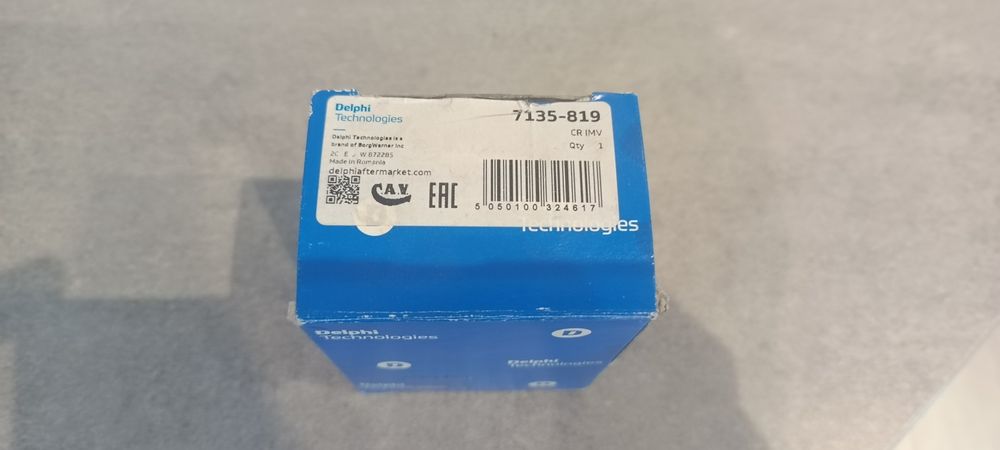 Delphi
Technologies
7135-819
CR IMV
Qty 1
Delphi Technologies is a
brand of BorgWarner Inc
Made in Romania
delphiaftermarket.com
C.A.V.
EAC
5 050100 324617
Technologies
Delphi
Technologies
D
Delphi
Technologies
Delphi